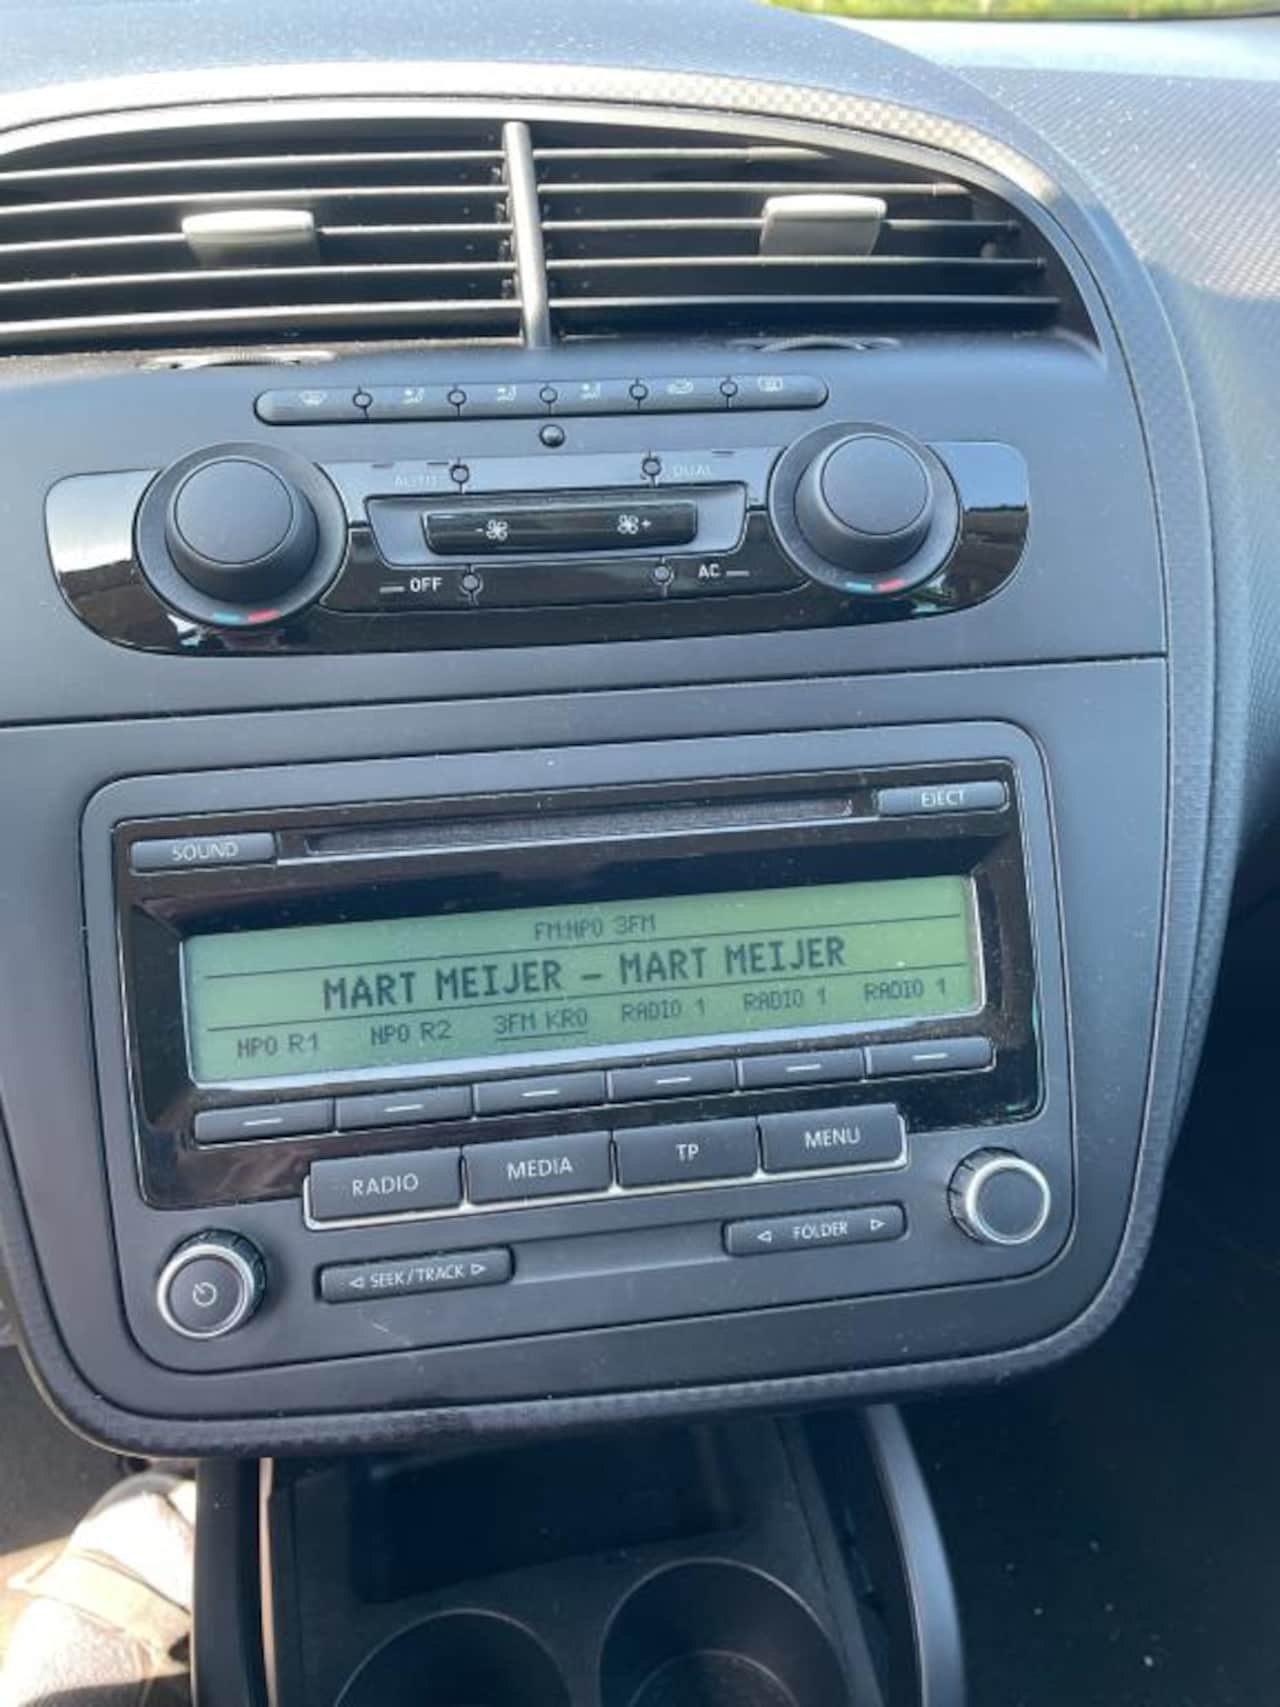 AUTO DUAL
- +
OFF AC
EJECT
SOUND
FM:NPO 3FM
MART MEIJER – MART MEIJER
NPO R1 NPO R2 3FM KRO RADIO 1 RADIO 1 RADIO 1
RADIO MEDIA TP MENU
SEEK/TRACK FOLDER